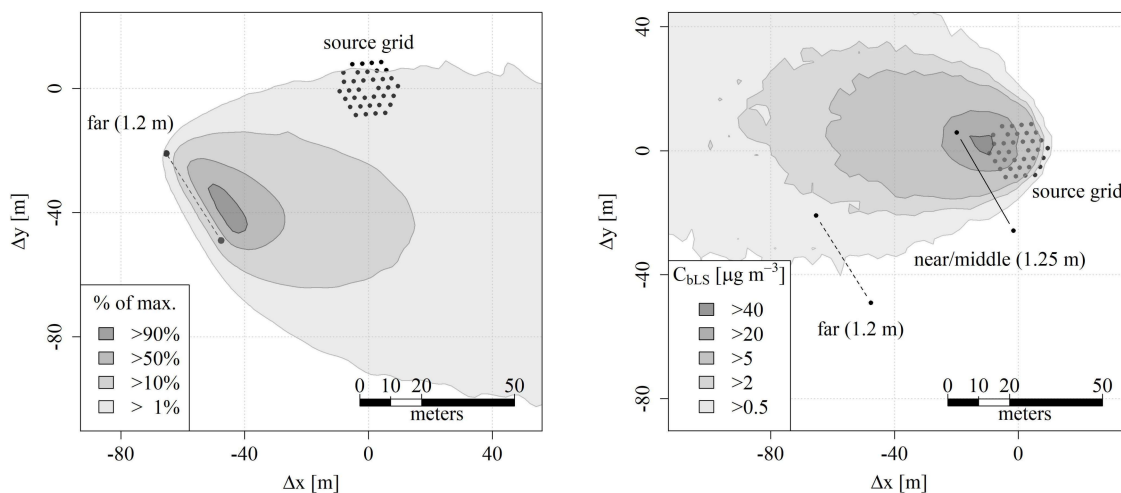 source grid
far (1.2 m)
Δy [m]
0
-40
-80
% of max.
>90%
>50%
>10%
> 1%
0 10 20 50
meters
-80 -40 0 40
Δx [m]
40
0
-40
-80
Δy [m]
source grid
near/middle (1.25 m)
far (1.2 m)
C_bLS [μg m⁻³]
>40
>20
>5
>2
>0.5
0 10 20 50
meters
-80 -40 0
Δx [m]